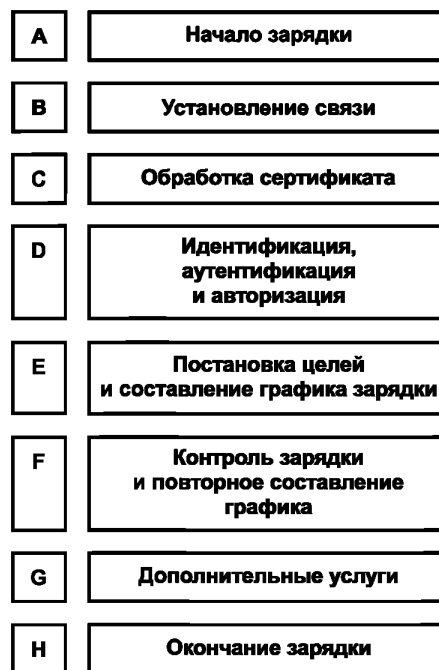 A
Начало зарядки
B
Установление связи
C
Обработка сертификата
D
Идентификация,
аутентификация
и авторизация
E
Постановка целей
и составление графика зарядки
F
Контроль зарядки
и повторное составление
графика
G
Дополнительные услуги
H
Окончание зарядки